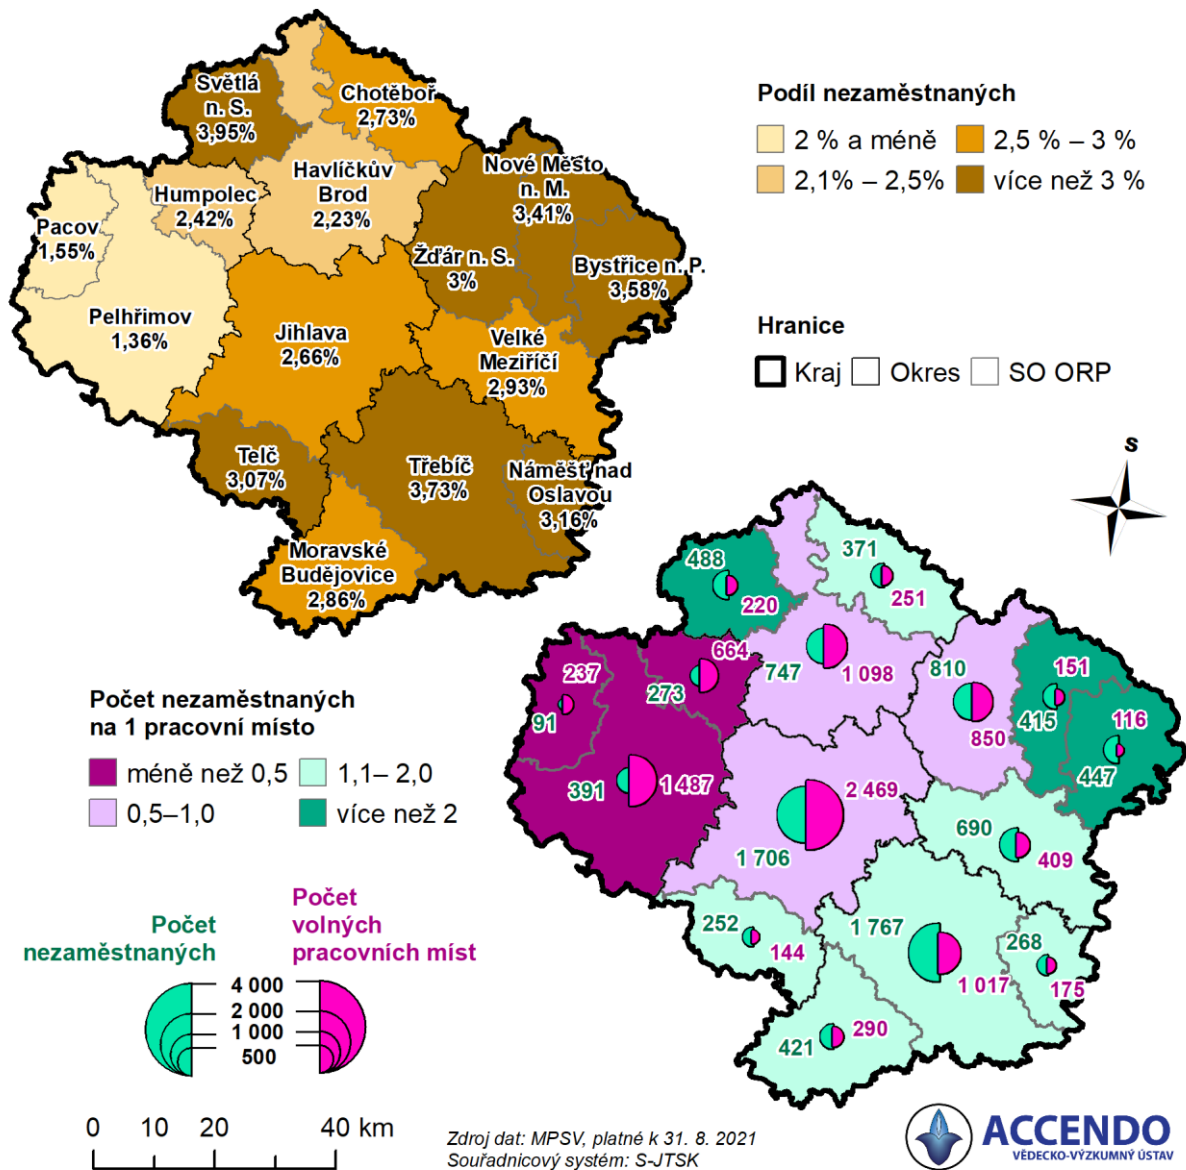 Světlá
n. S.
3,95%
Chotěboř
2,73%
Havlíčkův
Brod
2,23%
Nové Město
n. M.
3,41%
Humpolec
2,42%
Pacov
1,55%
Žďár n. S.
3%
Bystřice n. P.
3,58%
Pelhřimov
1,36%
Jihlava
2,66%
Velké
Meziříčí
2,93%
Telč
3,07%
Třebíč
3,73%
Náměšť nad
Oslavou
3,16%
Moravské
Budějovice
2,86%
Podíl nezaměstnaných
2 % a méně
2,5 % – 3 %
2,1% – 2,5%
více než 3 %
Hranice
Kraj
Okres
SO ORP
S
488
220
371
251
664
273
747
1 098
810
850
151
415
116
447
237
91
391
1 487
2 469
1 706
690
409
252
144
1 767
1 017
268
175
421
290
Počet nezaměstnaných
na 1 pracovní místo
méně než 0,5
1,1– 2,0
0,5–1,0
více než 2
Počet
nezaměstnaných
Počet
volných
pracovních míst
4 000
2 000
1 000
500
0 10 20 40 km
Zdroj dat: MPSV, platné k 31. 8. 2021
Souřadnicový systém: S-JTSK
ACCENDO
VĚDECKO-VÝZKUMNÝ ÚSTAV